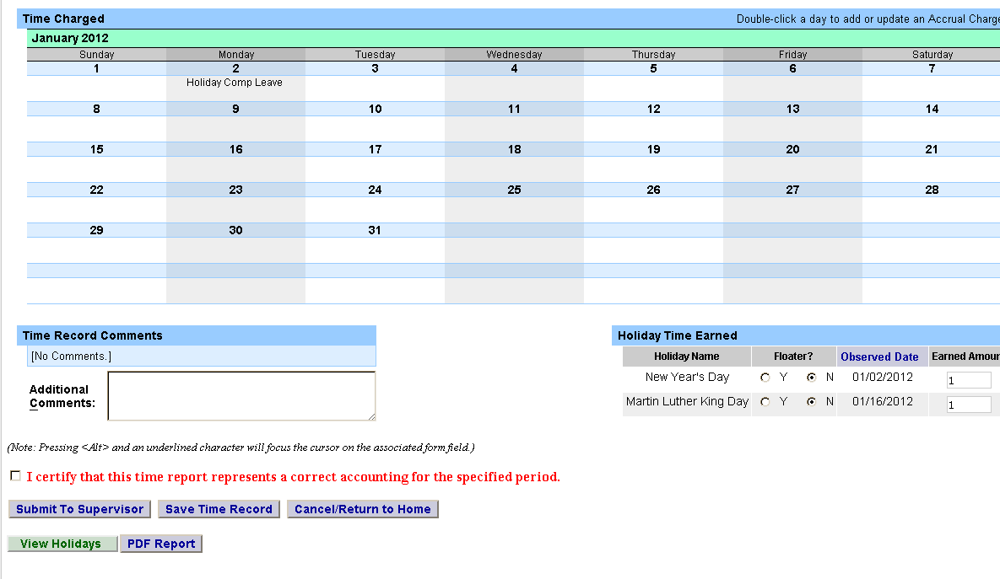 Time Charged Double-click a day to add or update an Accrual Charge
January 2012
Sunday Monday Tuesday Wednesday Thursday Friday Saturday
1 2 3 4 5 6 7
Holiday Comp Leave
8 9 10 11 12 13 14
15 16 17 18 19 20 21
22 23 24 25 26 27 28
29 30 31
Time Record Comments
[No Comments.]
Additional
Comments:
Holiday Time Earned
Holiday Name Floater? Observed Date Earned Amoun
New Year's Day Y N 01/02/2012 1
Martin Luther King Day Y N 01/16/2012 1
(Note: Pressing <Alt> and an underlined character will focus the cursor on the associated form field.)
I certify that this time report represents a correct accounting for the specified period.
Submit To Supervisor Save Time Record Cancel/Return to Home
View Holidays PDF Report